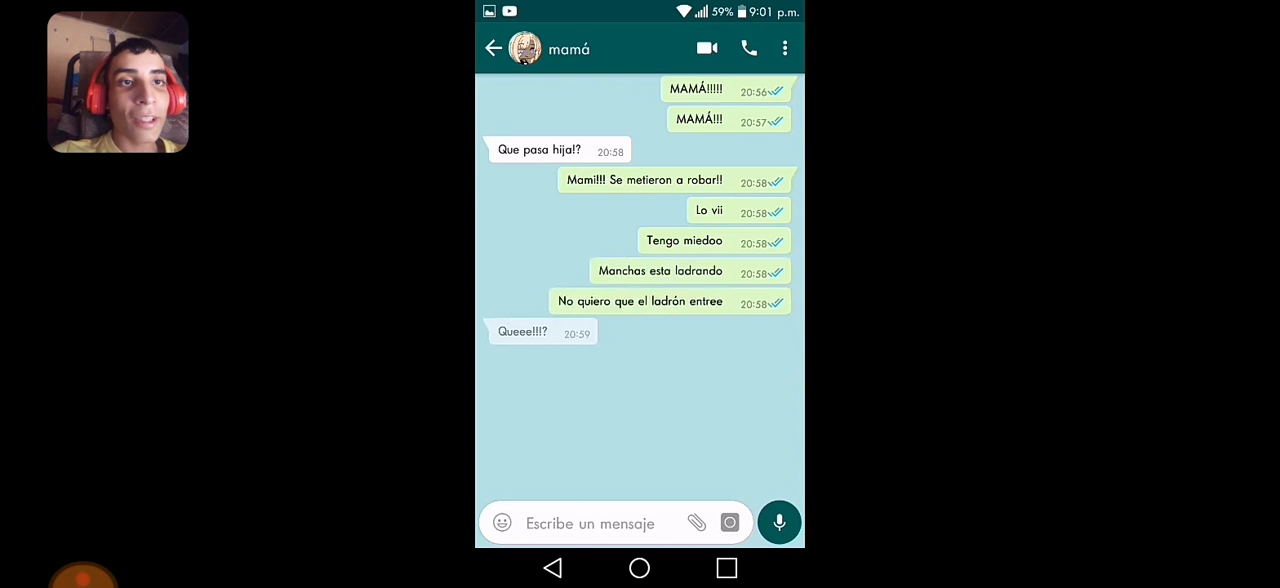 59% 9:01 p.m.
mamá
MAMÁ!!!!! 20:56
MAMÁ!!! 20:57
Que pasa hija!? 20:58
Mami!!! Se metieron a robar!! 20:58
Lo vii 20:58
Tengo miedoo 20:58
Manchas esta ladrando 20:58
No quiero que el ladrón entree 20:58
Queee!!!? 20:59
Escribe un mensaje